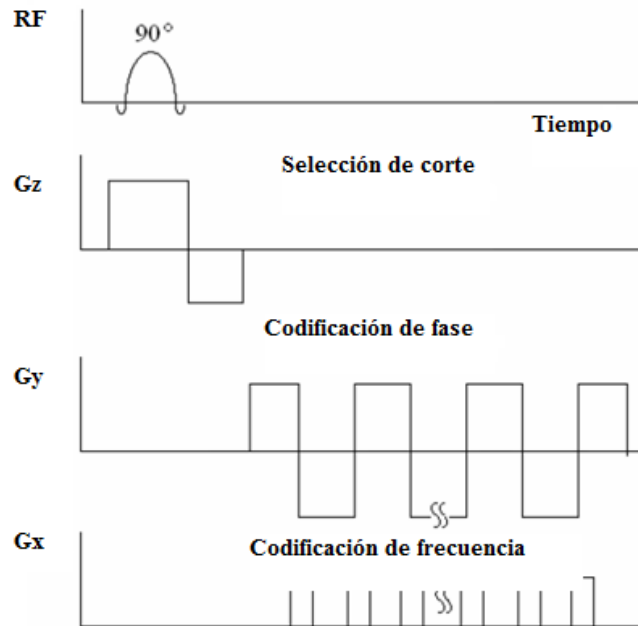 RF
90°
Tiempo
Selección de corte
Gz
Codificación de fase
Gy
Gx
Codificación de frecuencia